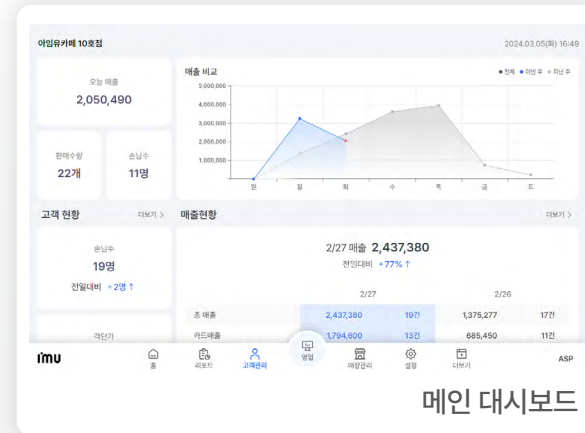 아임유카페 10호점
2024.03.05(화) 16:49
오늘 매출
2,050,490
판매수량
22개
손님수
11명
매출 비교
전체 이번 주 지난 주
5,000,000
4,000,000
3,000,000
2,000,000
1,000,000
일 월 화 수 목 금 토
고객 현황 더보기 >
손님수
19명
전일대비 +2명 ↑
객단가
매출현황 더보기 >
2/27 매출 2,437,380
전일대비 +77% ↑
2/27 2/26
총 매출 2,437,380 19건 1,375,277 17건
카드매출 1,794,600 13건 685,450 11건
I'mU
홈 리포트 고객관리 영업 매장관리 설정 더보기
ASP
메인 대시보드